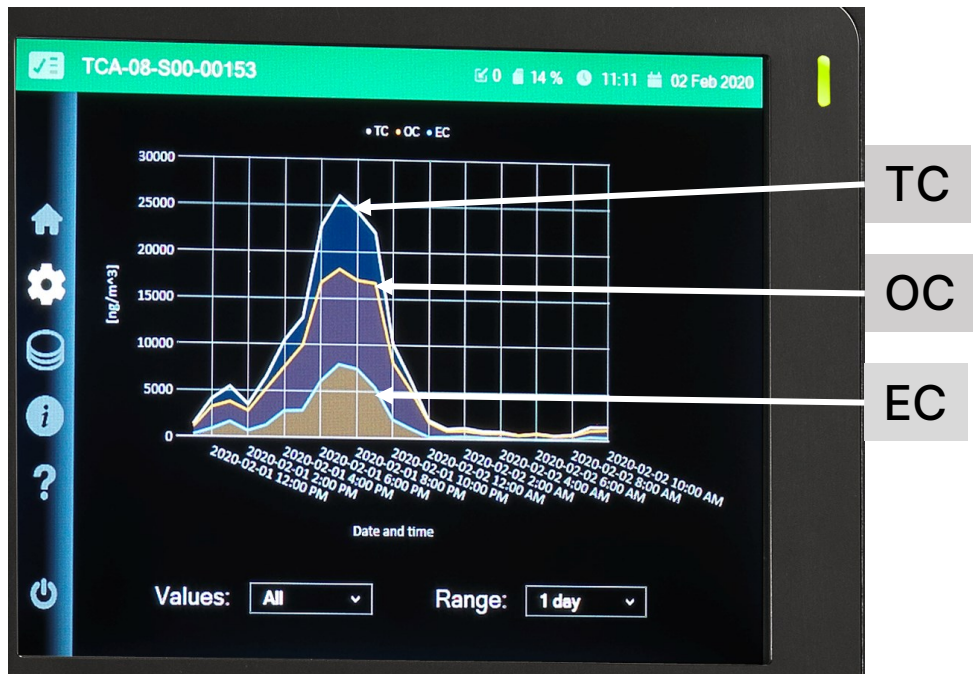 TCA-08-S00-00153 0 14 % 11:11 02 Feb 2020
TC OC EC
30000
25000
20000
15000
10000
5000
0
[ng/m^3]
2020-02-01 12:00 PM
2020-02-01 2:00 PM
2020-02-01 4:00 PM
2020-02-01 6:00 PM
2020-02-01 8:00 PM
2020-02-01 10:00 PM
2020-02-02 12:00 AM
2020-02-02 2:00 AM
2020-02-02 4:00 AM
2020-02-02 6:00 AM
2020-02-02 8:00 AM
2020-02-02 10:00 AM
Date and time
Values: All Range: 1 day
TC
OC
EC